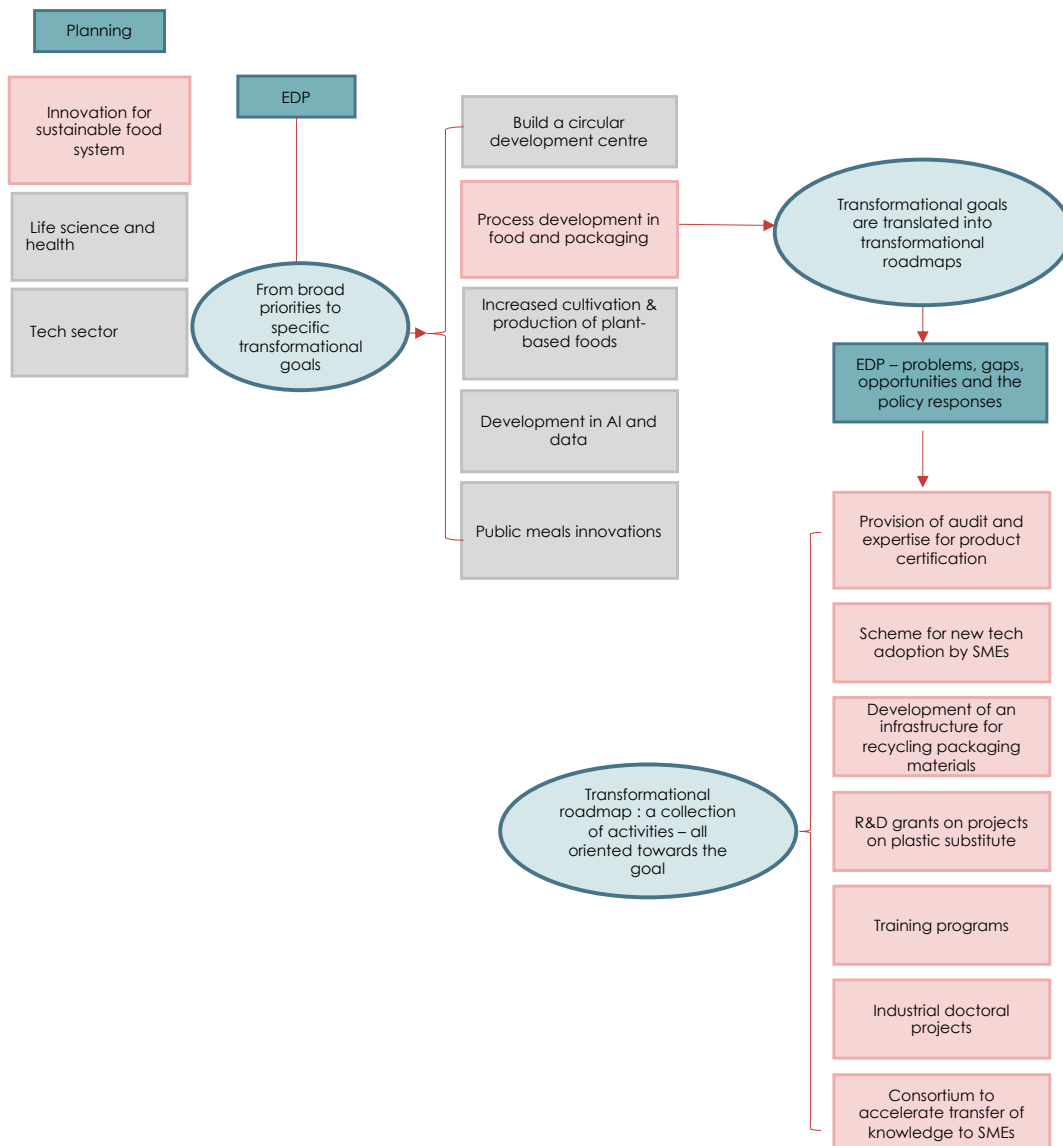 Planning
Innovation for
sustainable food
system
Life science and
health
Tech sector
EDP
From broad
priorities to
specific
transformational
goals
Build a circular
development centre
Process development in
food and packaging
Increased cultivation &
production of plant-
based foods
Development in AI and
data
Public meals innovations
Transformational goals
are translated into
transformational
roadmaps
EDP – problems, gaps,
opportunities and the
policy responses
Transformational
roadmap : a collection
of activities – all
oriented towards the
goal
Provision of audit and
expertise for product
certification
Scheme for new tech
adoption by SMEs
Development of an
infrastructure for
recycling packaging
materials
R&D grants on projects
on plastic substitute
Training programs
Industrial doctoral
projects
Consortium to
accelerate transfer of
knowledge to SMEs